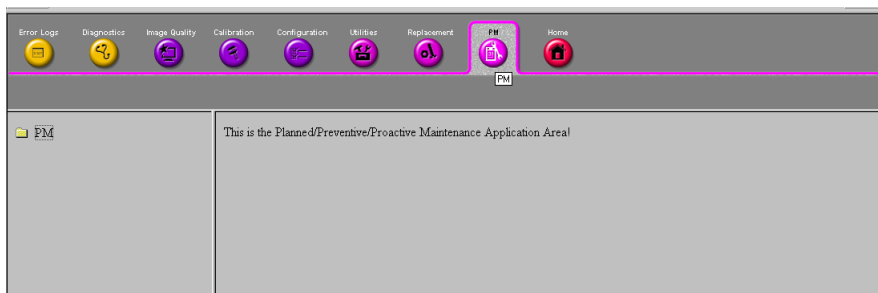 Error Logs Diagnostics Image Quality Calibration Configuration Utilities Replacement PM Home
PM
PM
This is the Planned/Preventive/Proactive Maintenance Application Area!